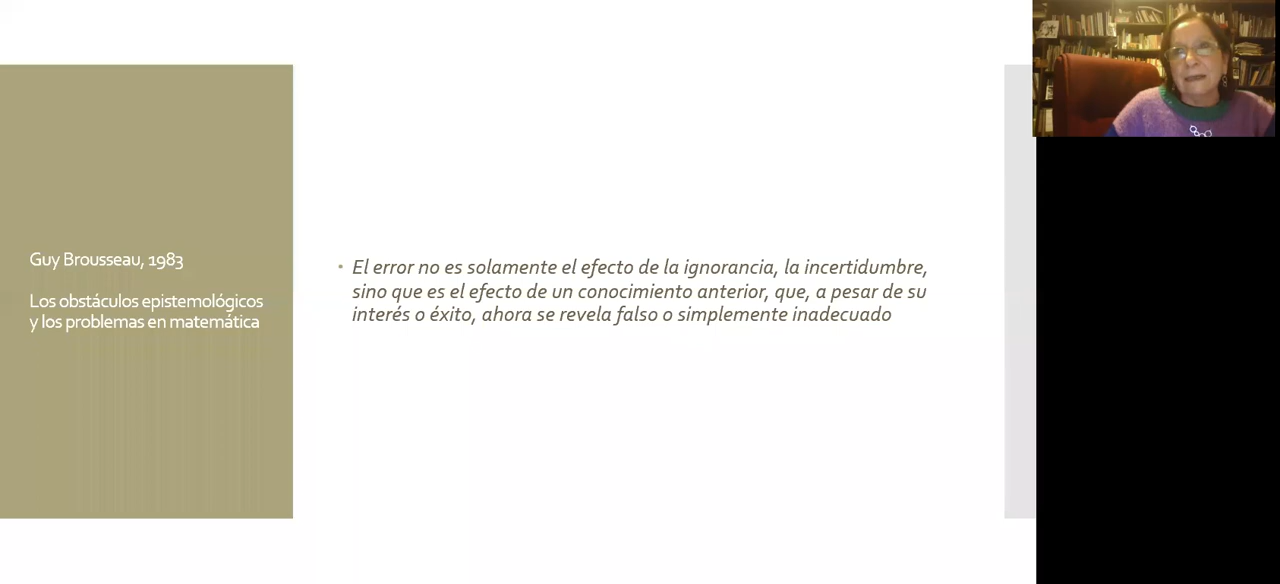 Guy Brousseau, 1983
Los obstáculos epistemológicos
y los problemas en matemática
El error no es solamente el efecto de la ignorancia, la incertidumbre,
sino que es el efecto de un conocimiento anterior, que, a pesar de su
interés o éxito, ahora se revela falso o simplemente inadecuado